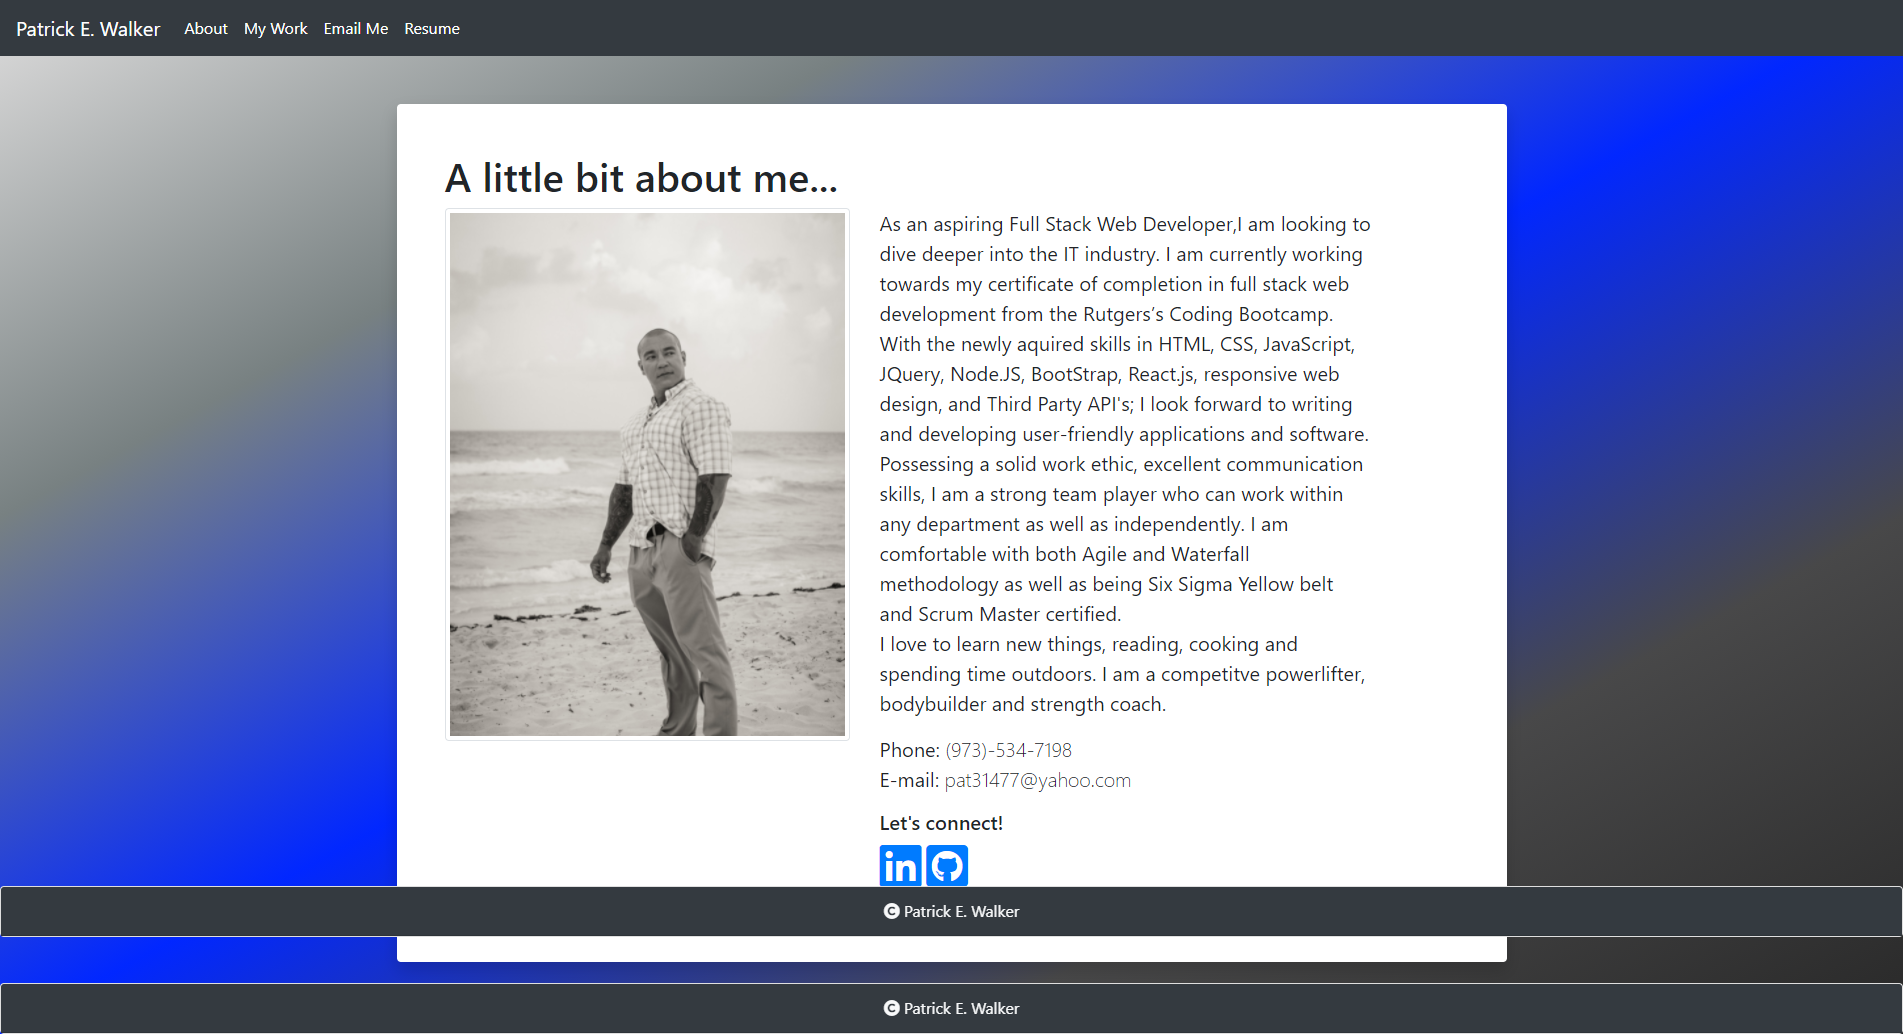 Patrick E. Walker About My Work Email Me Resume
A little bit about me...
As an aspiring Full Stack Web Developer,I am looking to
dive deeper into the IT industry. I am currently working
towards my certificate of completion in full stack web
development from the Rutgers’s Coding Bootcamp.
With the newly aquired skills in HTML, CSS, JavaScript,
JQuery, Node.JS, BootStrap, React.js, responsive web
design, and Third Party API's; I look forward to writing
and developing user-friendly applications and software.
Possessing a solid work ethic, excellent communication
skills, I am a strong team player who can work within
any department as well as independently. I am
comfortable with both Agile and Waterfall
methodology as well as being Six Sigma Yellow belt
and Scrum Master certified.
I love to learn new things, reading, cooking and
spending time outdoors. I am a competitve powerlifter,
bodybuilder and strength coach.
Phone: (973)-534-7198
E-mail: pat31477@yahoo.com
Let's connect!
in
© Patrick E. Walker
© Patrick E. Walker